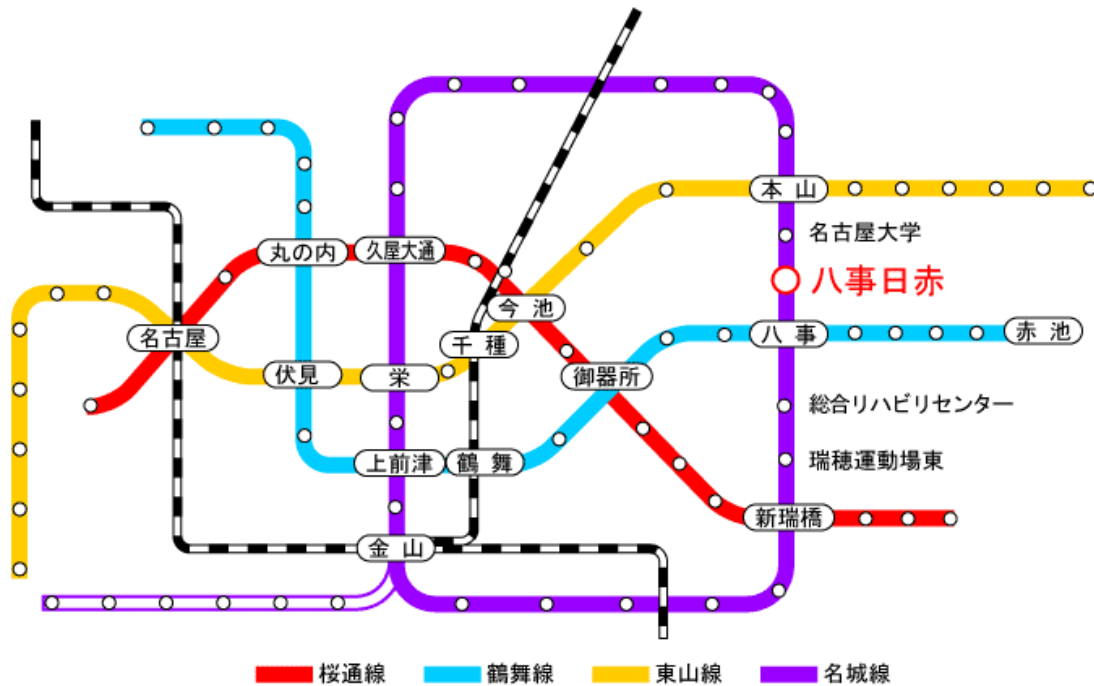 本山
名古屋大学
丸の内
久屋大通
八事日赤
今池
名古屋
千種
八事
赤池
伏見
栄
御器所
総合リハビリセンター
上前津
鶴舞
瑞穂運動場東
新瑞橋
金山
桜通線
鶴舞線
東山線
名城線